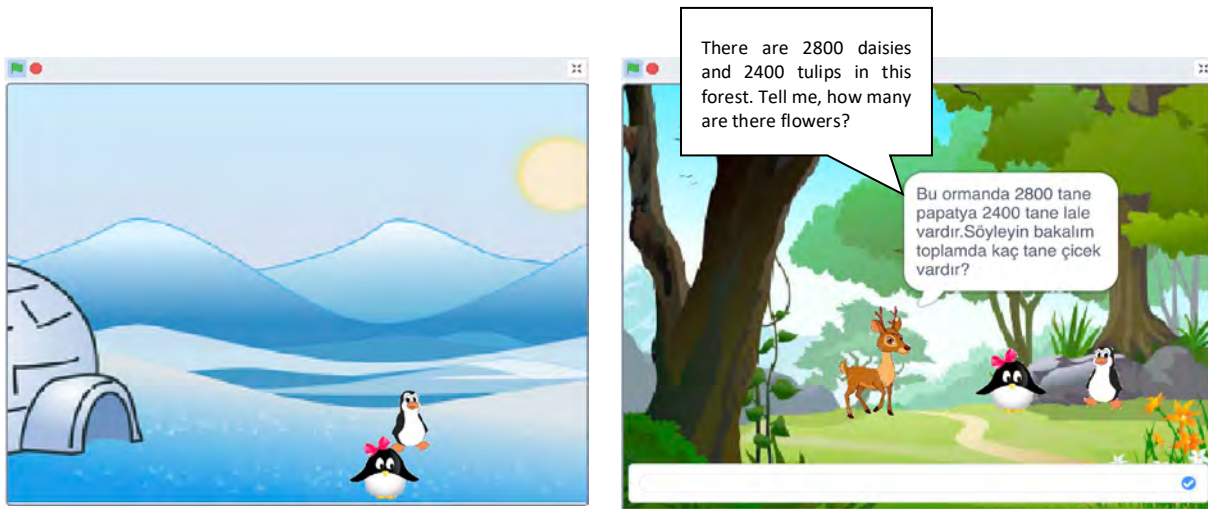 There are 2800 daisies
and 2400 tulips in this
forest. Tell me, how many
are there flowers?
Bu ormanda 2800 tane
papatya 2400 tane lale
vardır.Söyleyin bakalım
toplamda kaç tane çicek
vardır?